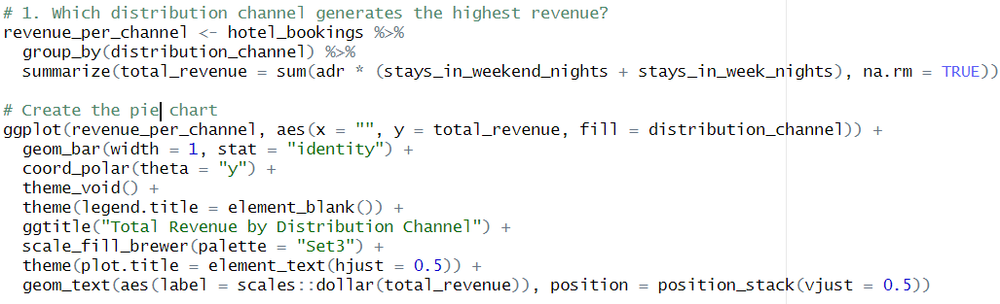 # 1. Which distribution channel generates the highest revenue?
revenue_per_channel <- hotel_bookings %>%
  group_by(distribution_channel) %>%
  summarize(total_revenue = sum(adr * (stays_in_weekend_nights + stays_in_week_nights), na.rm = TRUE))
# Create the pie chart
ggplot(revenue_per_channel, aes(x = "", y = total_revenue, fill = distribution_channel)) +
  geom_bar(width = 1, stat = "identity") +
  coord_polar(theta = "y") +
  theme_void() +
  theme(legend.title = element_blank()) +
  ggtitle("Total Revenue by Distribution Channel") +
  scale_fill_brewer(palette = "Set3") +
  theme(plot.title = element_text(hjust = 0.5)) +
  geom_text(aes(label = scales::dollar(total_revenue)), position = position_stack(vjust = 0.5))